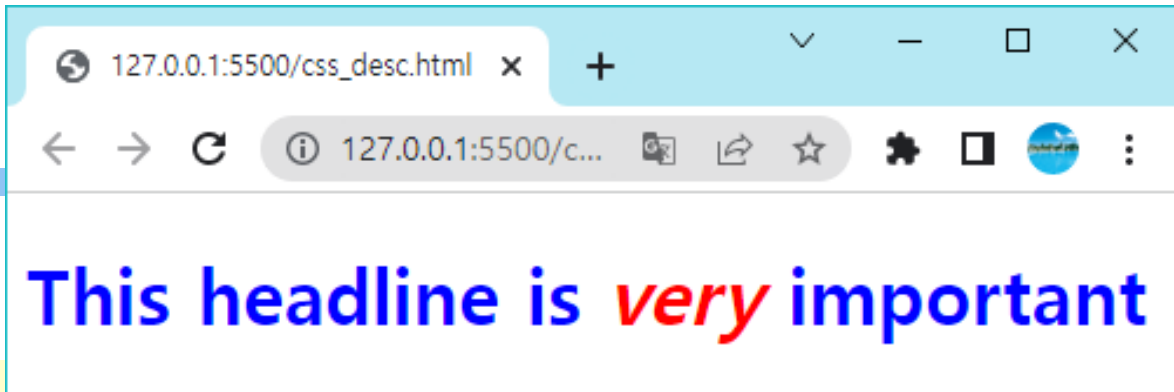 127.0.0.1:5500/css_desc.html
127.0.0.1:5500/c...
This headline is very important